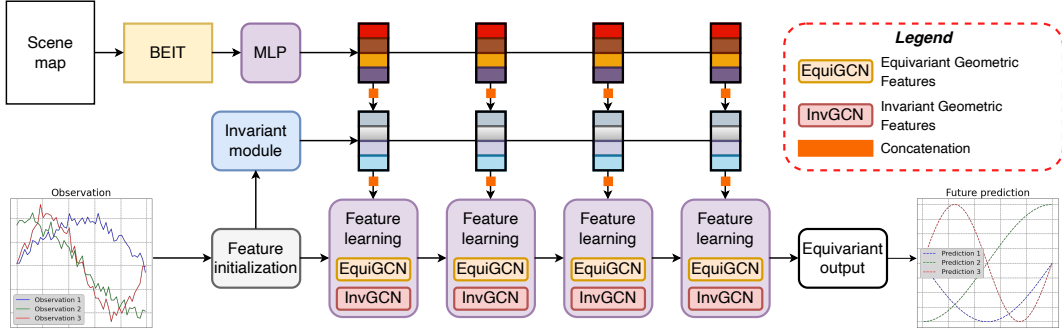 Scene
map
BEIT
MLP
Legend
EquiGCN
Equivariant Geometric
Features
InvGCN
Invariant Geometric
Features
Concatenation
Invariant
module
Observation
Observation 1
Observation 2
Observation 3
Feature
initialization
Feature
learning
EquiGCN
InvGCN
Feature
learning
EquiGCN
InvGCN
Feature
learning
EquiGCN
InvGCN
Feature
learning
EquiGCN
InvGCN
Equivariant
output
Future prediction
Prediction 1
Prediction 2
Prediction 3